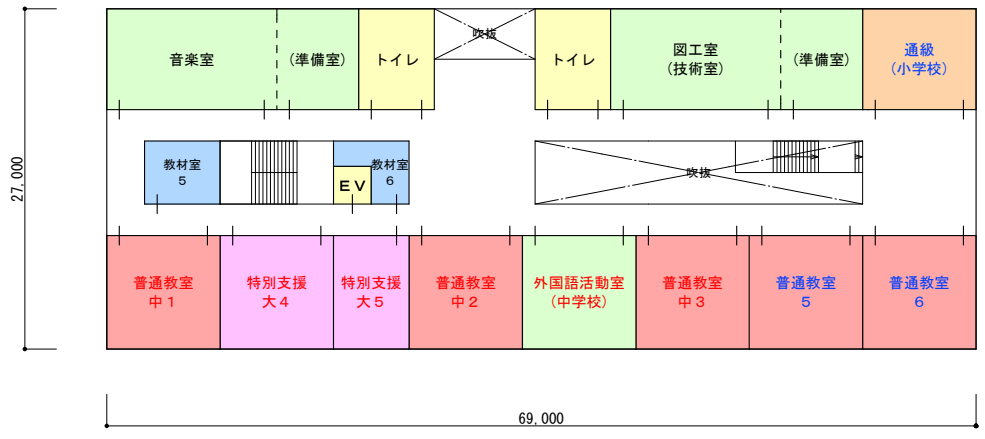 吹抜
音楽室
(準備室)
トイレ
トイレ
図工室
(技術室)
(準備室)
通級
(小学校)
27,000
教材室
5
EV
教材室
6
吹抜
普通教室
中1
特別支援
大4
特別支援
大5
普通教室
中2
外国語活動室
(中学校)
普通教室
中3
普通教室
5
普通教室
6
69,000